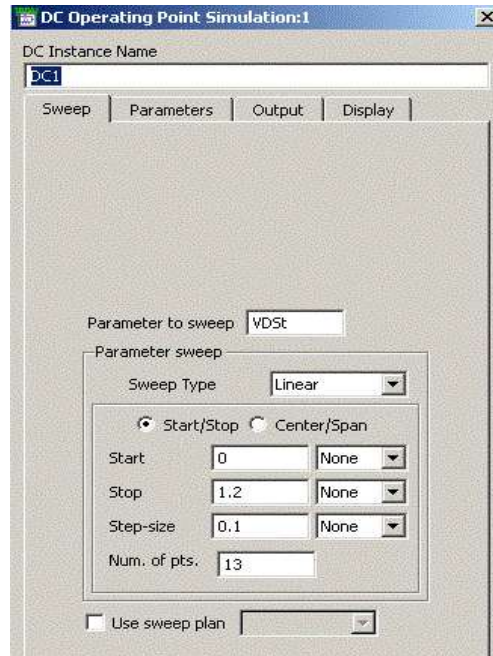 DC Operating Point Simulation:1
DC Instance Name
DC1
Sweep Parameters Output Display
Parameter to sweep VDSt
Parameter sweep
Sweep Type Linear
Start/Stop Center/Span
Start 0 None
Stop 1.2 None
Step-size 0.1 None
Num. of pts. 13
Use sweep plan